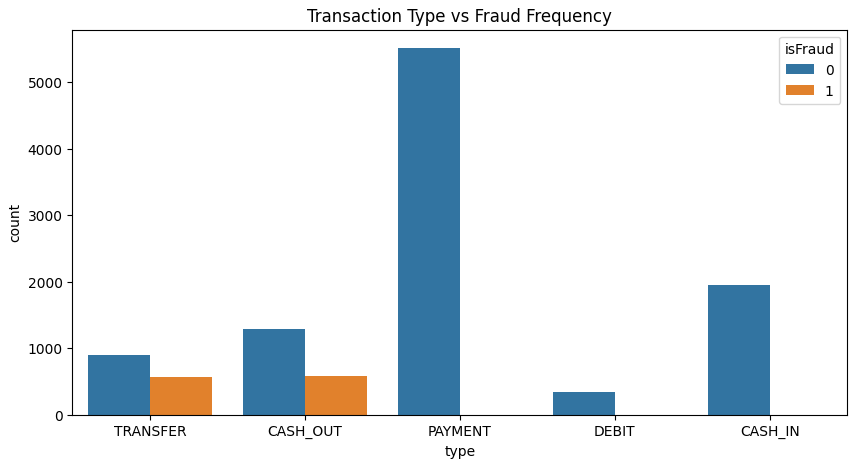 Transaction Type vs Fraud Frequency
isFraud
0
1
5000
4000
3000
2000
1000
0
count
TRANSFER CASH_OUT PAYMENT DEBIT CASH_IN
type